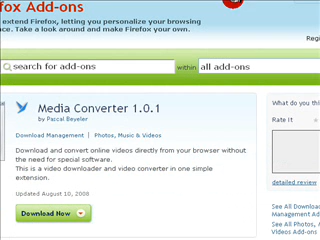 fox Add-ons
extend Firefox, letting you personalize your browsing
ce. Take a look around and make Firefox your own.
Regi
search for add-ons within all add-ons
Media Converter 1.0.1
by Pascal Beyeler
Download Management | Photos, Music & Videos
Download and convert online videos directly from your browser without
the need for special software.
This is a video downloader and video converter in one simple
extension.
Updated August 10, 2008
Download Now
What do you thi
Rate It
detailed review
See All Downloa
Management Ad
See All Photos, 
Videos Add-ons